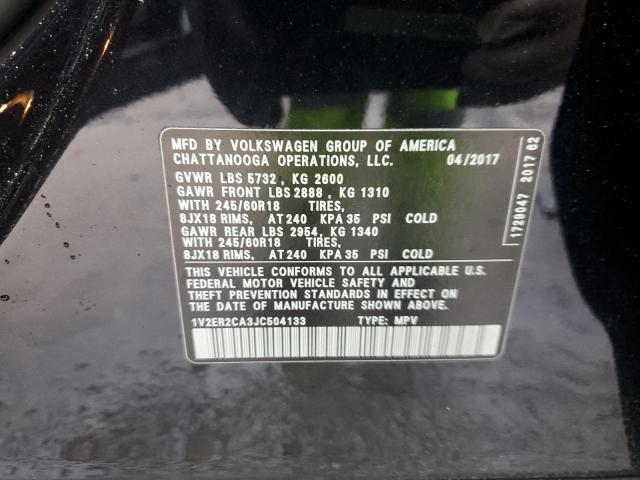 MFD BY VOLKSWAGEN GROUP OF AMERICA
CHATTANOOGA OPERATIONS, LLC. 04/2017
GVWR LBS 5732 , KG 2600
GAWR FRONT LBS 2888 , KG 1310
WITH 245/60R18 TIRES,
8JX18 RIMS, AT 240 KPA 35 PSI COLD
GAWR REAR LBS 2954, KG 1340
WITH 245/60R18 TIRES,
8JX18 RIMS, AT 240 KPA 35 PSI COLD
THIS VEHICLE CONFORMS TO ALL APPLICABLE U.S.
FEDERAL MOTOR VEHICLE SAFETY AND
THEFT PREVENTION STANDARDS IN EFFECT ON
THE DATE OF MANUFACTURE SHOWN ABOVE.
1V2ER2CA3JC504133 TYPE: MPV
1729047 2017 02